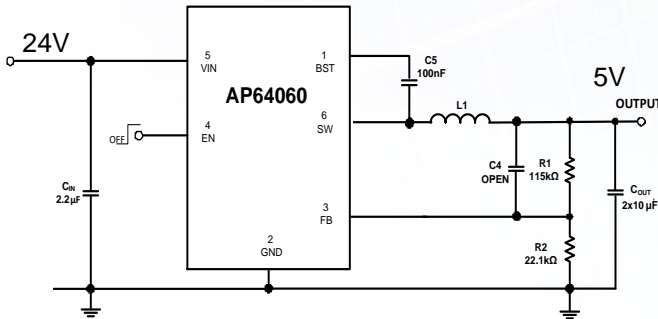 24V
5
VIN
1
BST
C5
100nF
AP64060
5V
OUTPUT
6
SW
L1
4
EN
OFF
C4
OPEN
R1
115kΩ
CIN
2.2µF
COUT
2x10 µF
3
FB
2
GND
R2
22.1kΩ